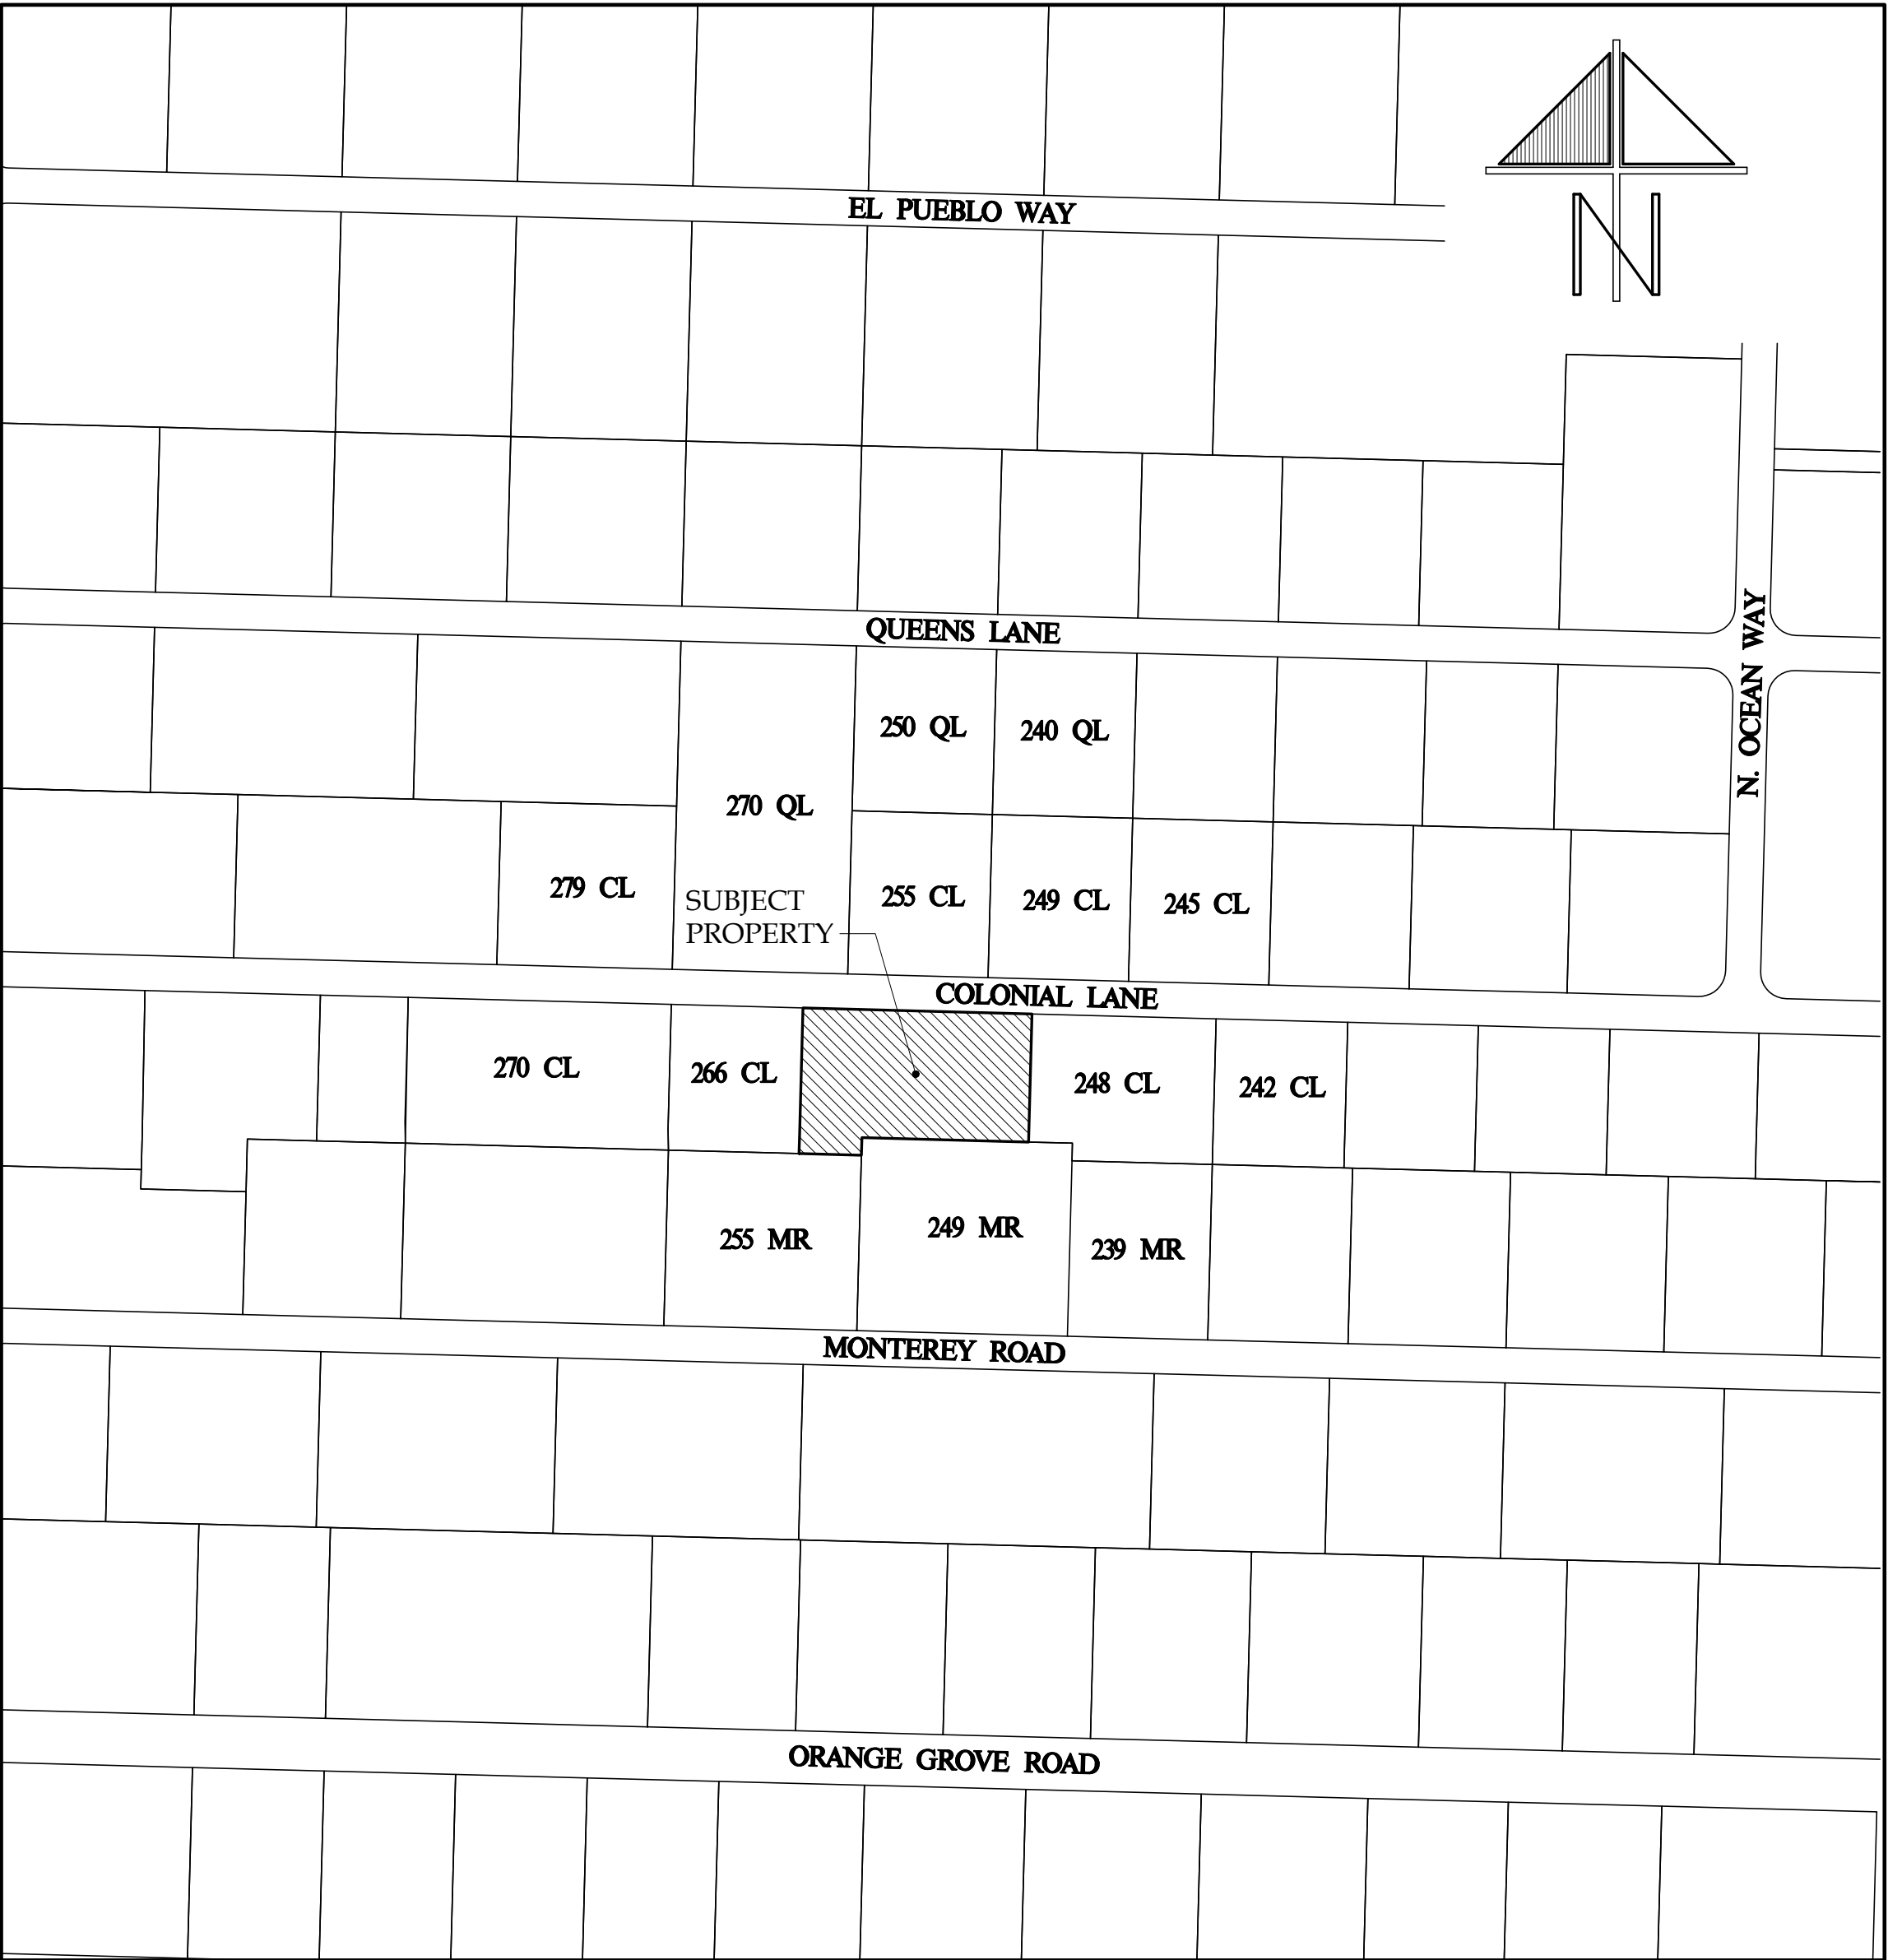 N
EL PUEBLO WAY
QUEENS LANE
N. OCEAN WAY
250 QL
240 QL
270 QL
279 CL
SUBJECT
PROPERTY
255 CL
249 CL
245 CL
COLONIAL LANE
270 CL
266 CL
248 CL
242 CL
255 MR
249 MR
239 MR
MONTEREY ROAD
ORANGE GROVE ROAD